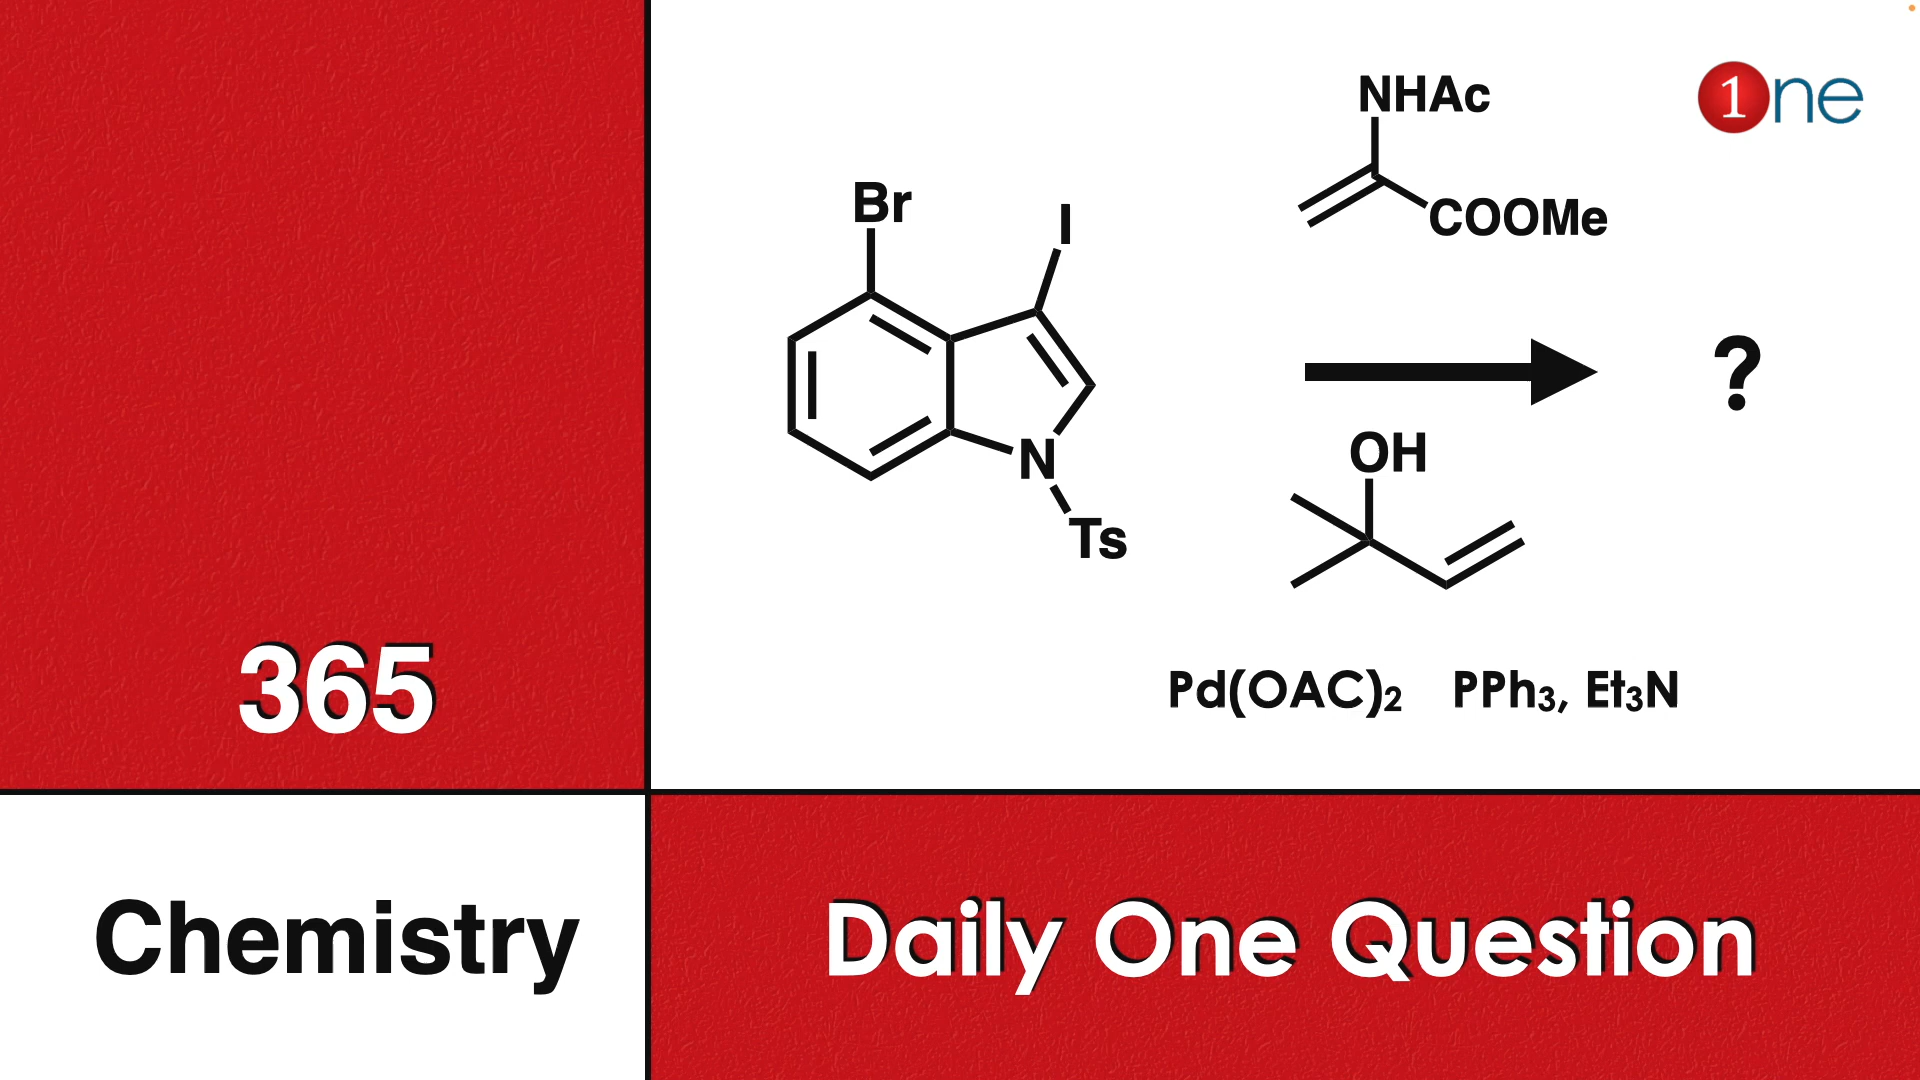 NHAc
1ne
COOMe
Br
I
N
Ts
?
OH
Pd(OAC)₂ PPh₃, Et₃N
365
Chemistry
Daily One Question